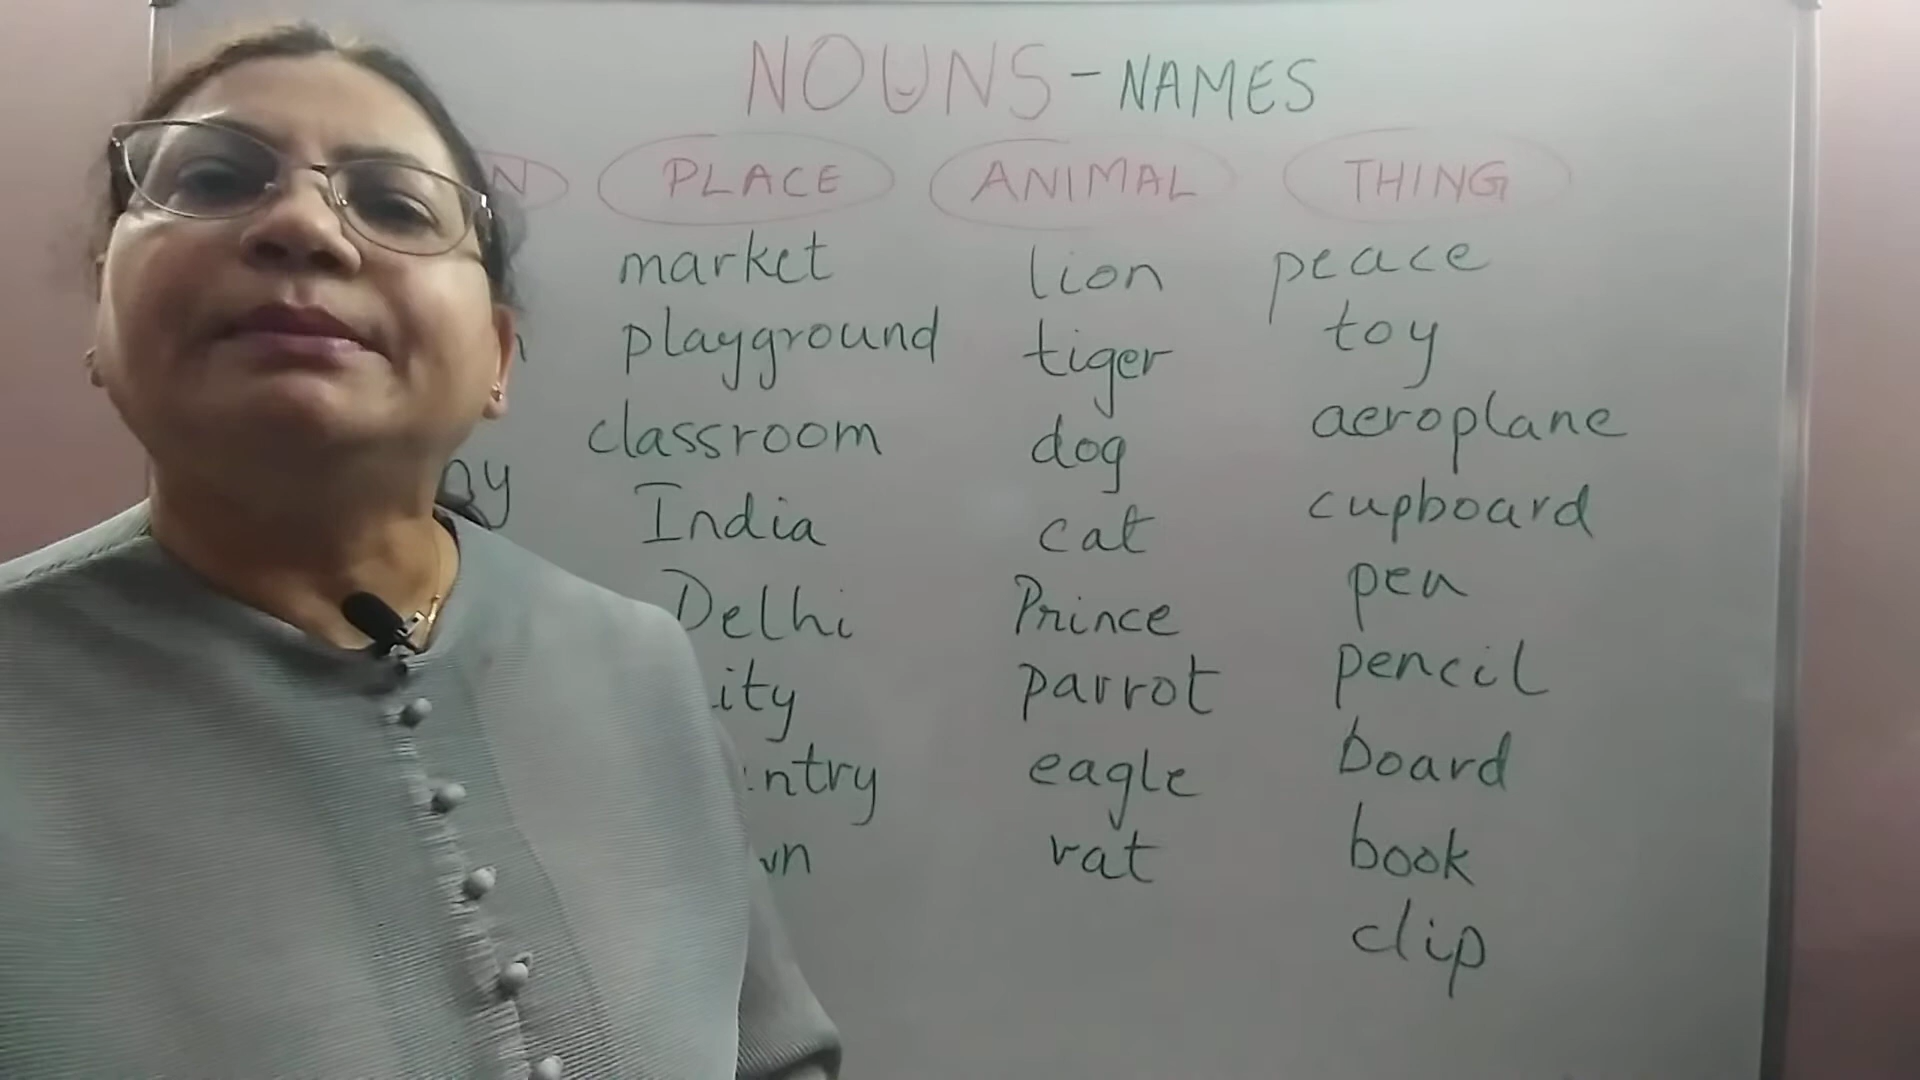 NOUNS - NAMES
PLACE ANIMAL THING
market lion peace
playground tiger toy
classroom dog aeroplane
India cat cupboard
Delhi Prince pen
parrot pencil
eagle board
rat book
clip